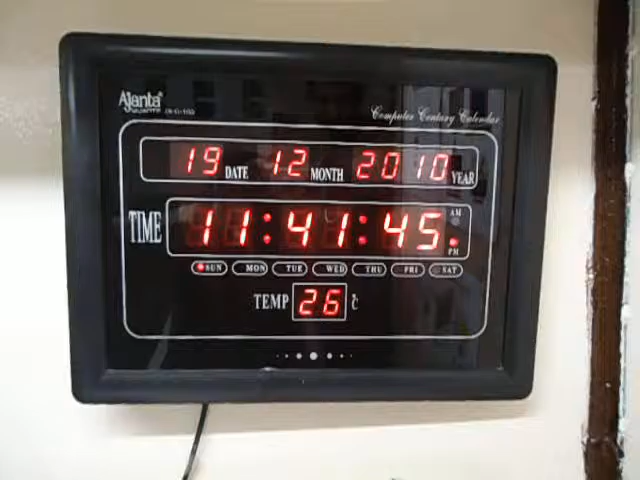 Ajanta
Computer Century Calendar
19 DATE 12 MONTH 2010 YEAR
TIME 11:41:45 AM
PM
SUN MON TUE WED THU FRI SAT
TEMP 26 °C